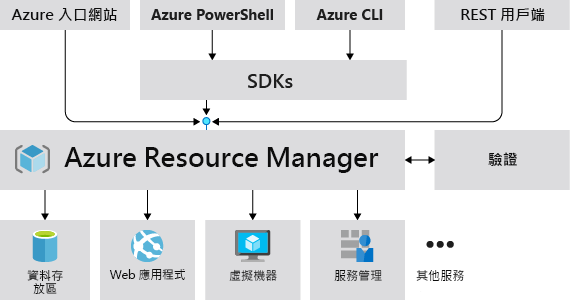 Azure 入口網站
Azure PowerShell
Azure CLI
REST 用戶端
SDKs
Azure Resource Manager
驗證
資料存
放區
Web 應用程式
虛擬機器
服務管理
其他服務